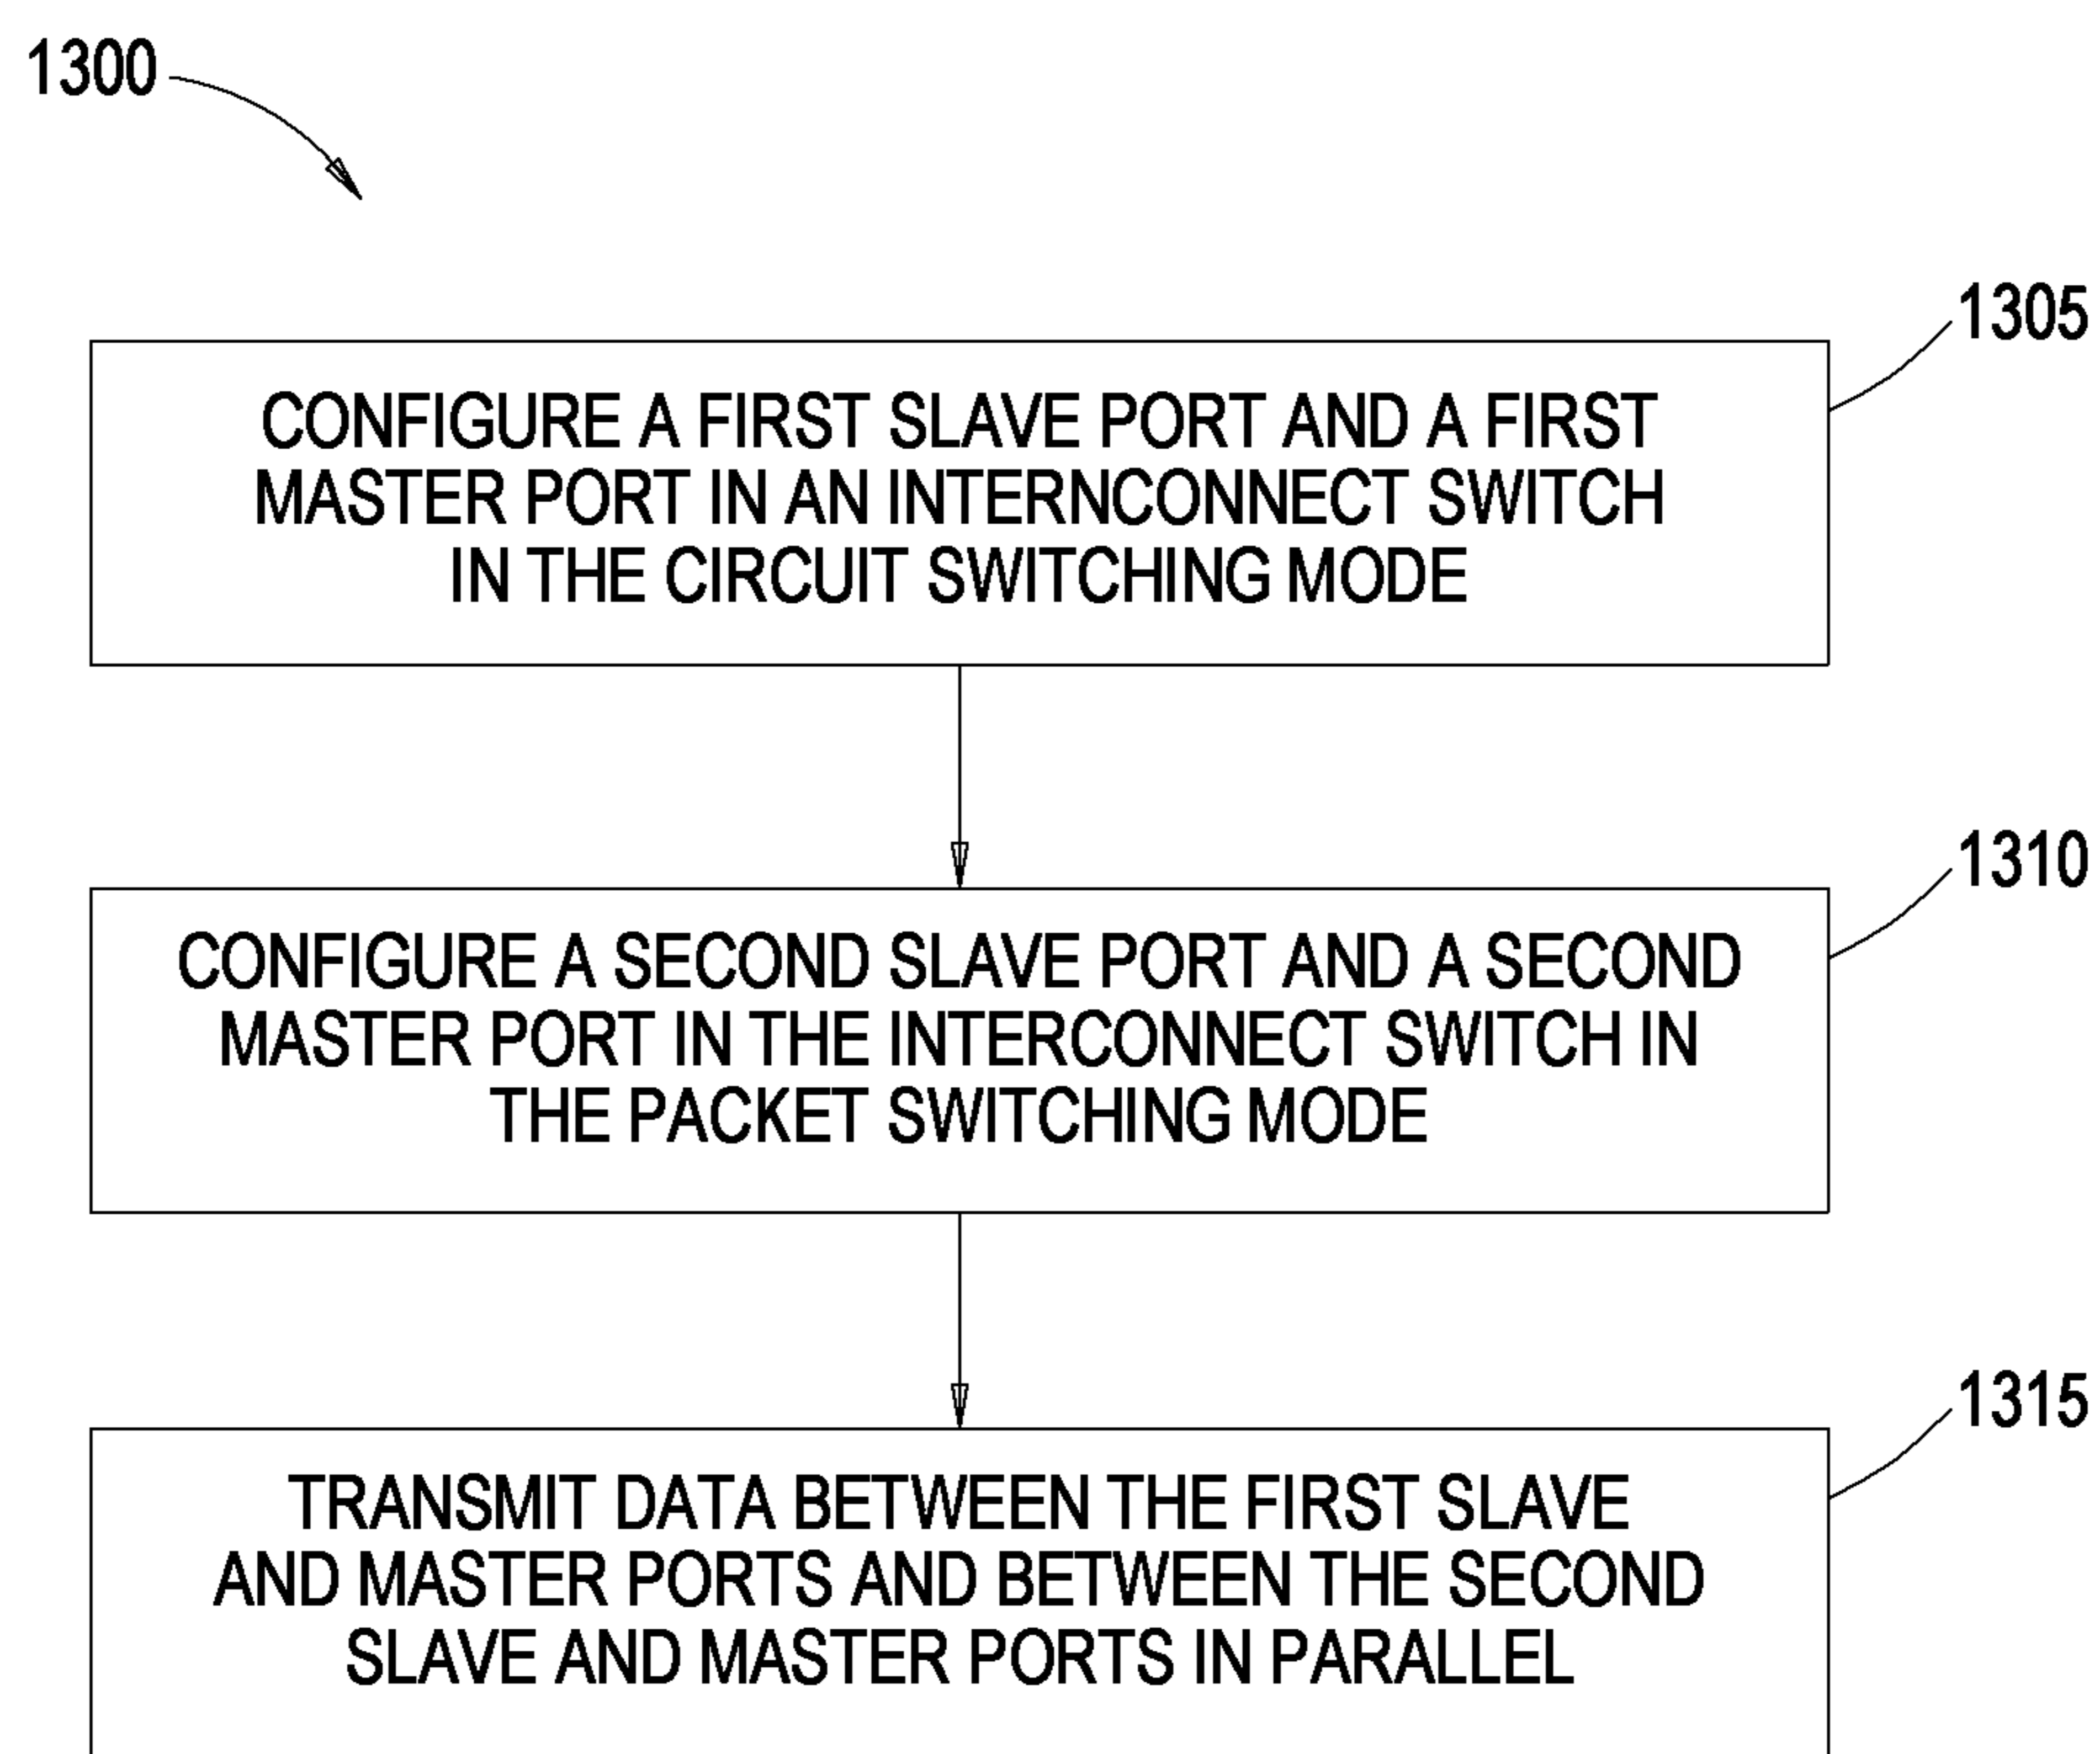 1300
1305
CONFIGURE A FIRST SLAVE PORT AND A FIRST
MASTER PORT IN AN INTERNCONNECT SWITCH
IN THE CIRCUIT SWITCHING MODE
1310
CONFIGURE A SECOND SLAVE PORT AND A SECOND
MASTER PORT IN THE INTERCONNECT SWITCH IN
THE PACKET SWITCHING MODE
1315
TRANSMIT DATA BETWEEN THE FIRST SLAVE
AND MASTER PORTS AND BETWEEN THE SECOND
SLAVE AND MASTER PORTS IN PARALLEL